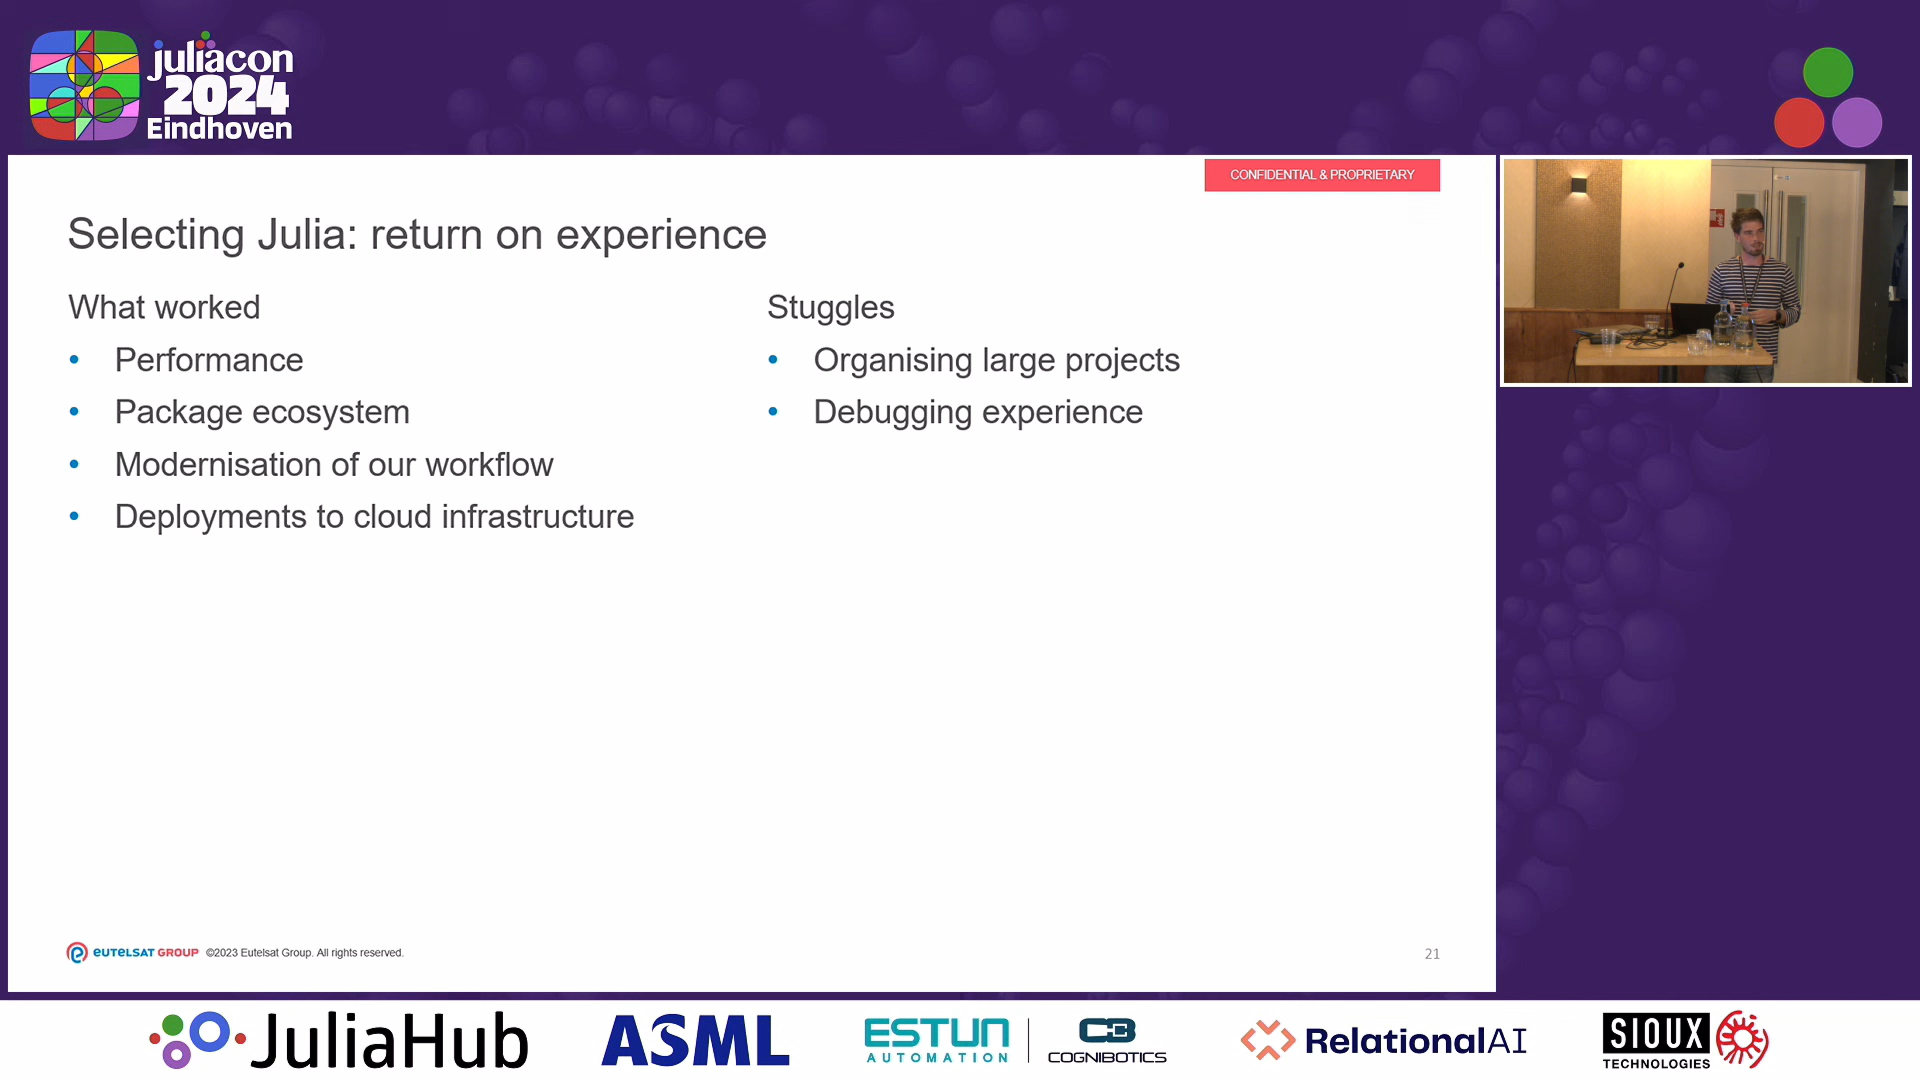 juliacon
2024
Eindhoven
CONFIDENTIAL & PROPRIETARY
Selecting Julia: return on experience
What worked
• Performance
• Package ecosystem
• Modernisation of our workflow
• Deployments to cloud infrastructure
Stuggles
• Organising large projects
• Debugging experience
eUTELSAT GROUP ©2023 Eutelsat Group. All rights reserved.
21
JuliaHub
ASML
ESTUN
AUTOMATION
COGNIBOTICS
RelationalAI
SIOUX
TECHNOLOGIES